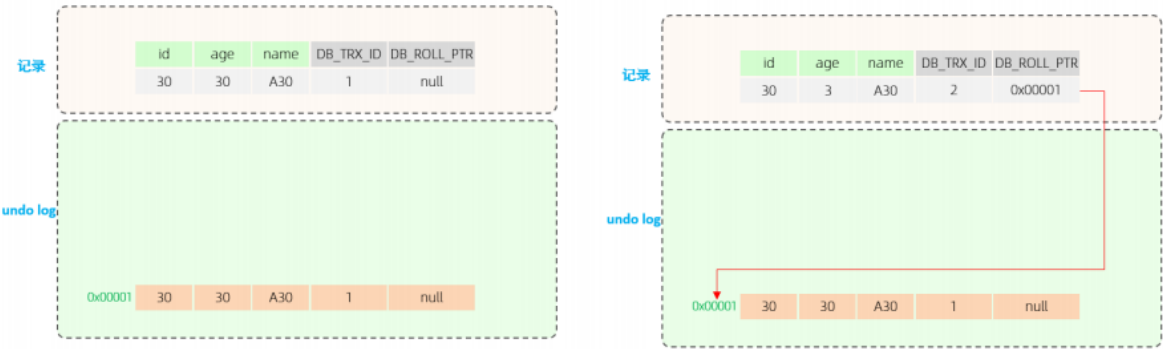 id age name DB_TRX_ID DB_ROLL_PTR
记录
30 30 A30 1 null
undo log
0x00001 30 30 A30 1 null
id age name DB_TRX_ID DB_ROLL_PTR
记录
30 3 A30 2 0x00001
undo log
0x00001 30 30 A30 1 null